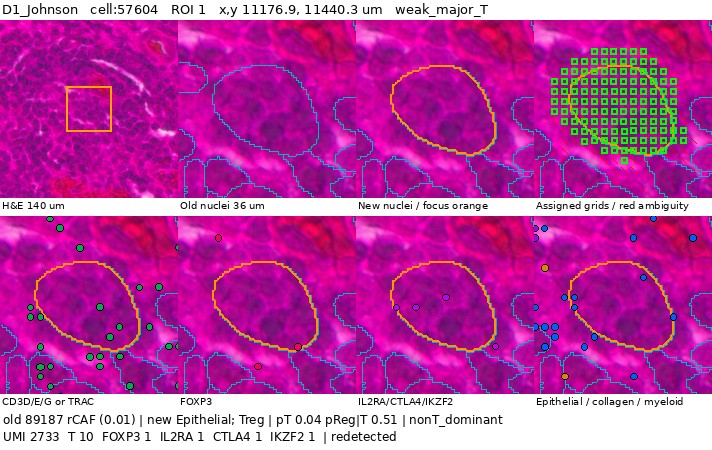 D1_Johnson cell:57604 ROI 1 x,y 11176.9, 11440.3 um weak_major_T
H&E 140 um
Old nuclei 36 um
New nuclei / focus orange
Assigned grids / red ambiguity
CD3D/E/G or TRAC
FOXP3
IL2RA/CTLA4/IKZF2
Epithelial / collagen / myeloid
old 89187 rCAF (0.01) | new Epithelial; Treg | pT 0.04 pReg|T 0.51 | nonT_dominant
UMI 2733 T 10 FOXP3 1 IL2RA 1 CTLA4 1 IKZF2 1 | redetected